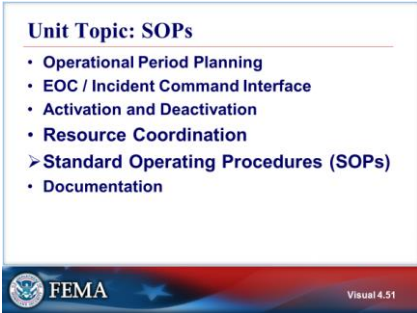 Unit Topic: SOPs
• Operational Period Planning
• EOC / Incident Command Interface
• Activation and Deactivation
• Resource Coordination
➢Standard Operating Procedures (SOPs)
• Documentation
FEMA
Visual 4.51